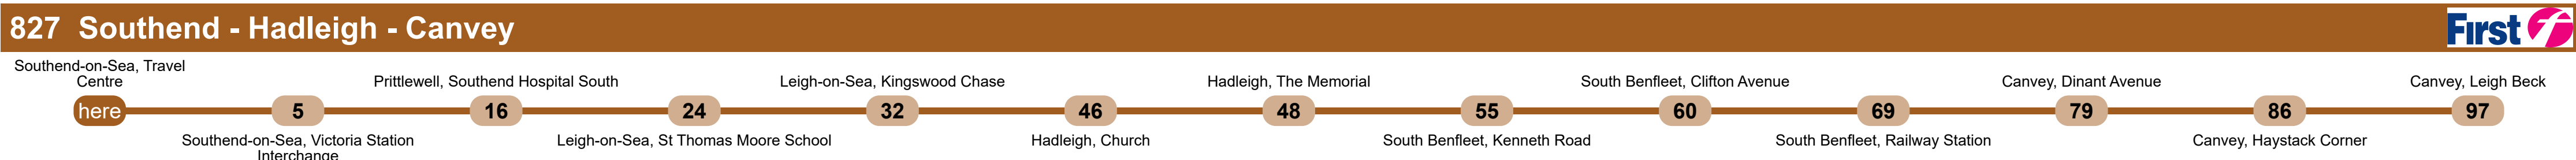 827 Southend - Hadleigh - Canvey
First
Southend-on-Sea, Travel
Centre
Prittlewell, Southend Hospital South
Leigh-on-Sea, Kingswood Chase
Hadleigh, The Memorial
South Benfleet, Clifton Avenue
Canvey, Dinant Avenue
Canvey, Leigh Beck
here 5 16 24 32 46 48 55 60 69 79 86 97
Southend-on-Sea, Victoria Station
Interchange
Leigh-on-Sea, St Thomas Moore School
Hadleigh, Church
South Benfleet, Kenneth Road
South Benfleet, Railway Station
Canvey, Haystack Corner